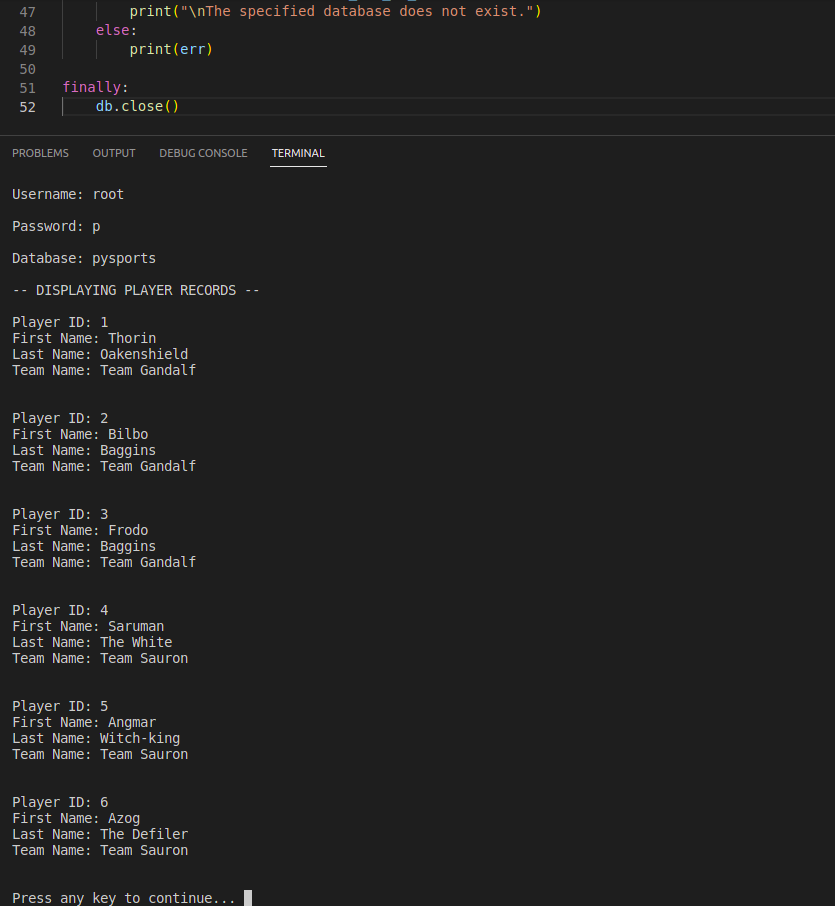 47 print("\nThe specified database does not exist.")
48 else:
49 print(err)
50
51 finally:
52 db.close()
PROBLEMS OUTPUT DEBUG CONSOLE TERMINAL
Username: root
Password: p
Database: pysports
-- DISPLAYING PLAYER RECORDS --
Player ID: 1
First Name: Thorin
Last Name: Oakenshield
Team Name: Team Gandalf
Player ID: 2
First Name: Bilbo
Last Name: Baggins
Team Name: Team Gandalf
Player ID: 3
First Name: Frodo
Last Name: Baggins
Team Name: Team Gandalf
Player ID: 4
First Name: Saruman
Last Name: The White
Team Name: Team Sauron
Player ID: 5
First Name: Angmar
Last Name: Witch-king
Team Name: Team Sauron
Player ID: 6
First Name: Azog
Last Name: The Defiler
Team Name: Team Sauron
Press any key to continue...